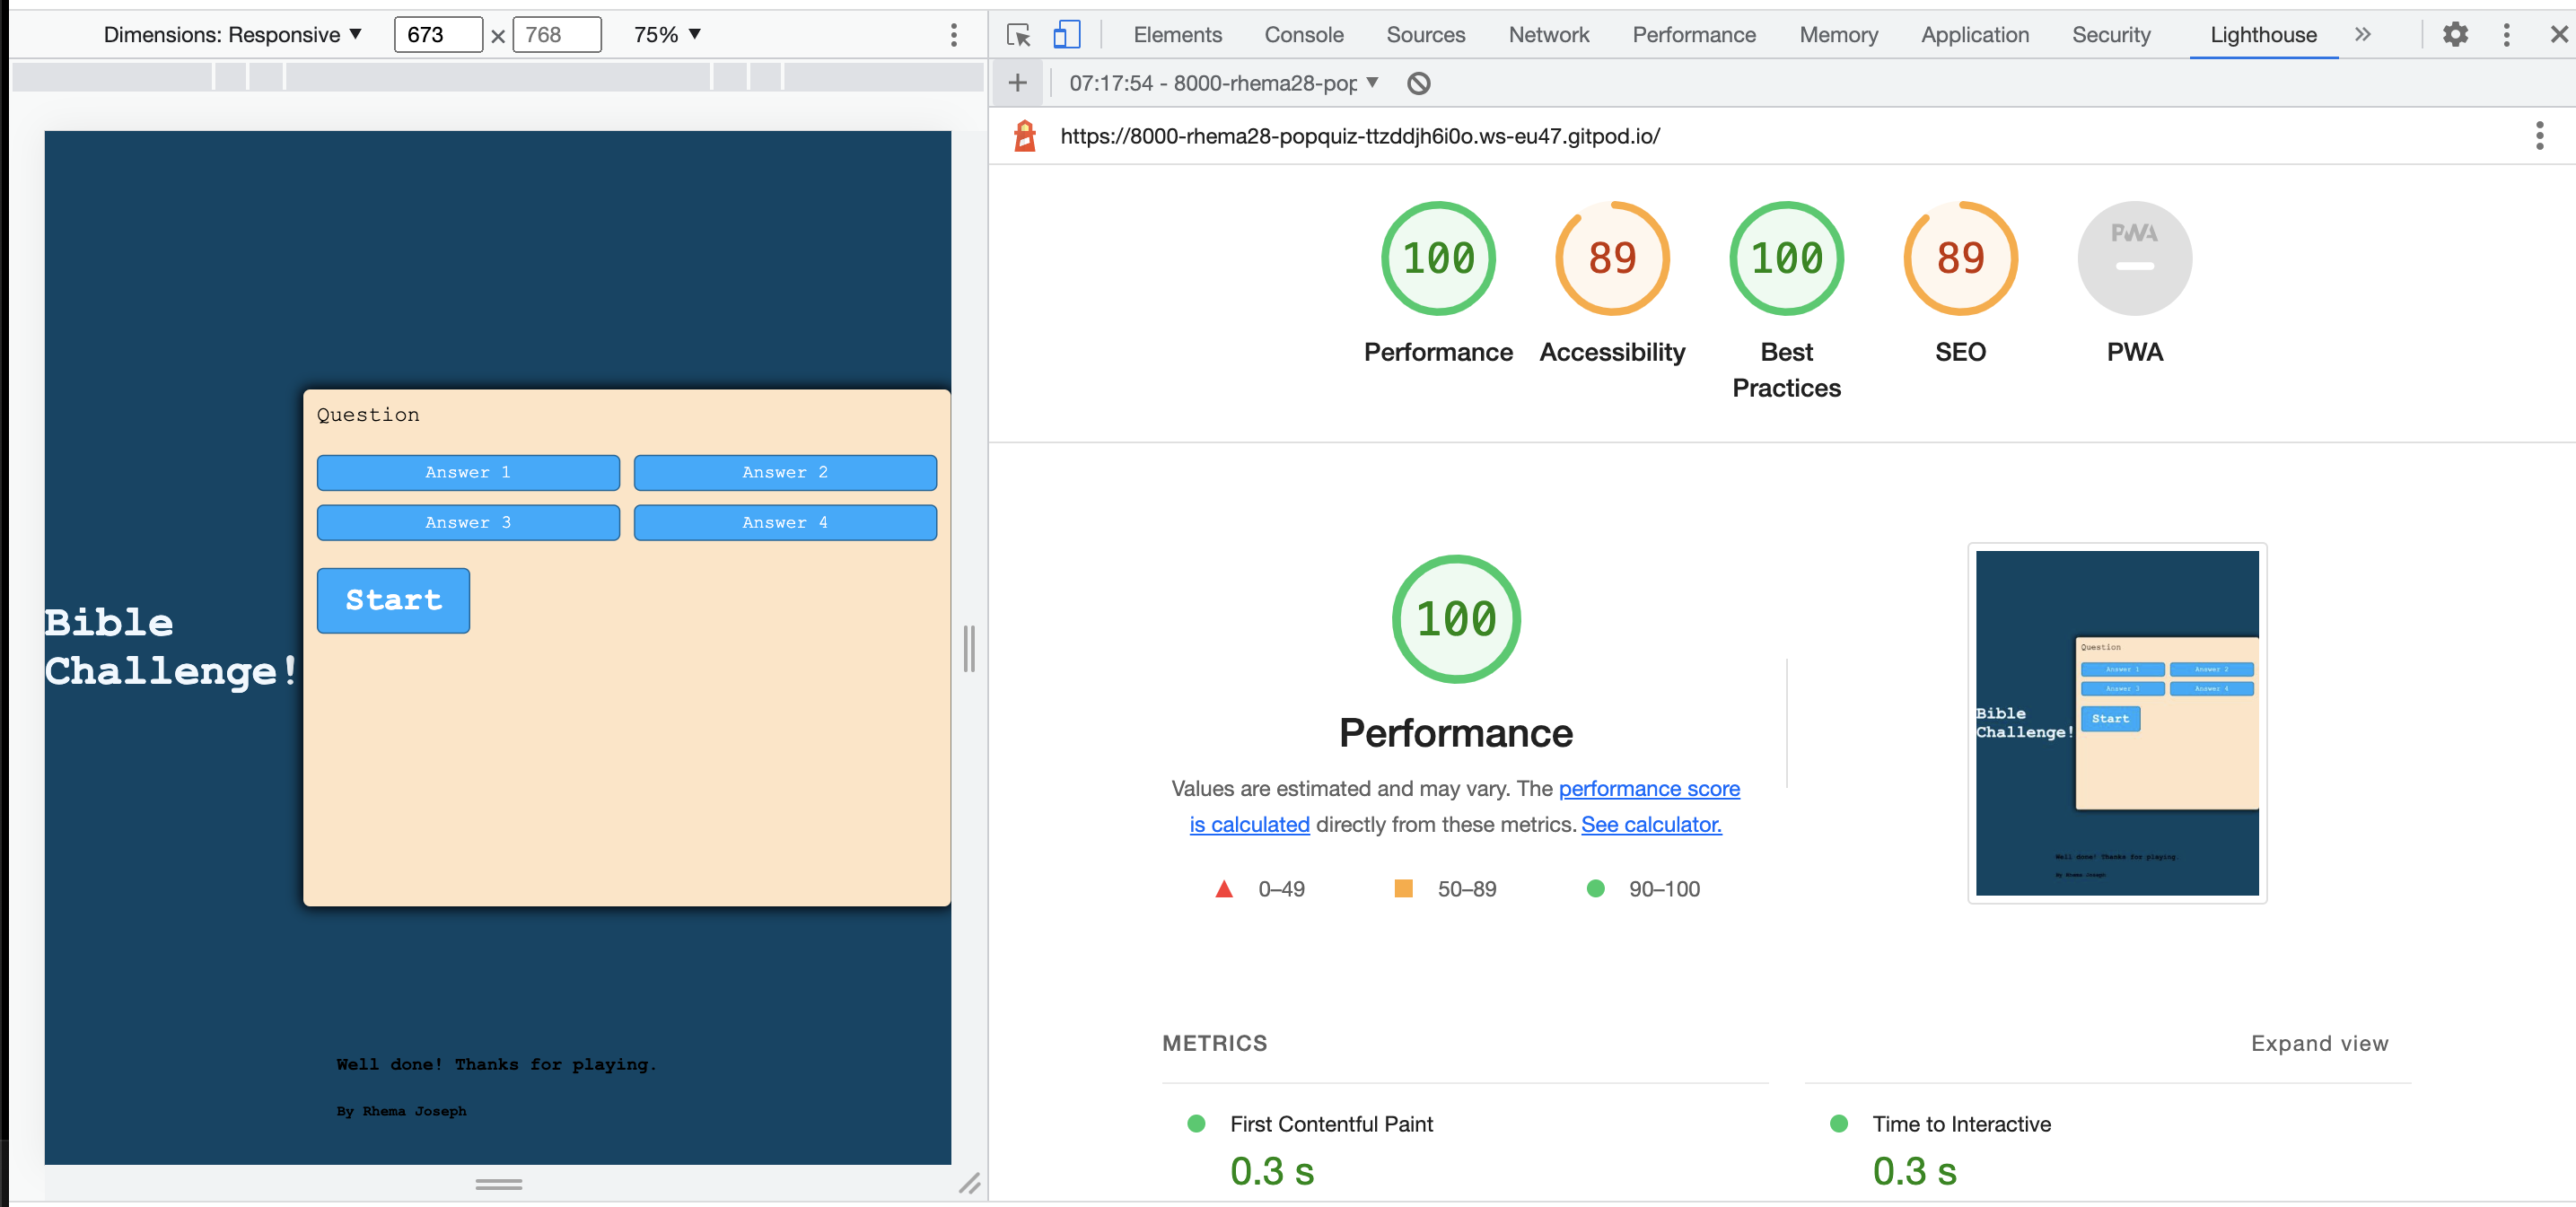 Dimensions: Responsive ▼ 673 × 768 75% ▼
Elements Console Sources Network Performance Memory Application Security Lighthouse »
07:17:54 - 8000-rhema28-pop ▼
https://8000-rhema28-popquiz-ttzddjh6i0o.ws-eu47.gitpod.io/
Question
Answer 1 Answer 2
Answer 3 Answer 4
Start
Bible
Challenge!
Well done! Thanks for playing.
By Rhema Joseph
100 89 100 89 PWA
Performance Accessibility Best Practices SEO PWA
100
Performance
Values are estimated and may vary. The performance score
is calculated directly from these metrics. See calculator.
0–49 50–89 90–100
Question
Answer 1 Answer 2
Answer 3 Answer 4
Start
Bible
Challenge!
Well done! Thanks for playing.
By Rhema Joseph
METRICS Expand view
First Contentful Paint Time to Interactive
0.3 s 0.3 s